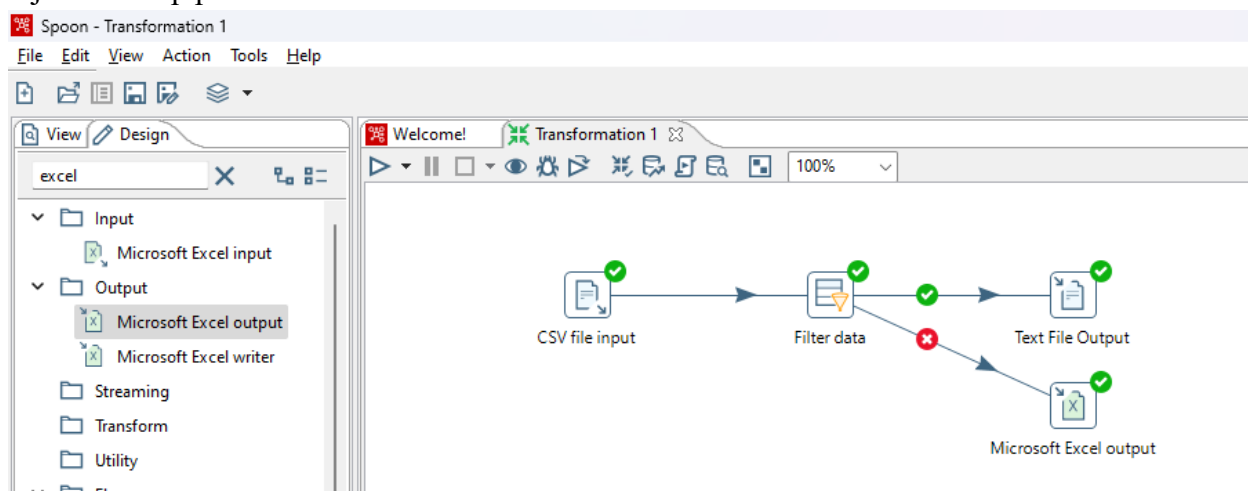 Spoon - Transformation 1
File Edit View Action Tools Help
View Design
Welcome! Transformation 1
excel
100%
Input
Microsoft Excel input
Output
Microsoft Excel output
Microsoft Excel writer
Streaming
Transform
Utility
CSV file input Filter data Text File Output
Microsoft Excel output